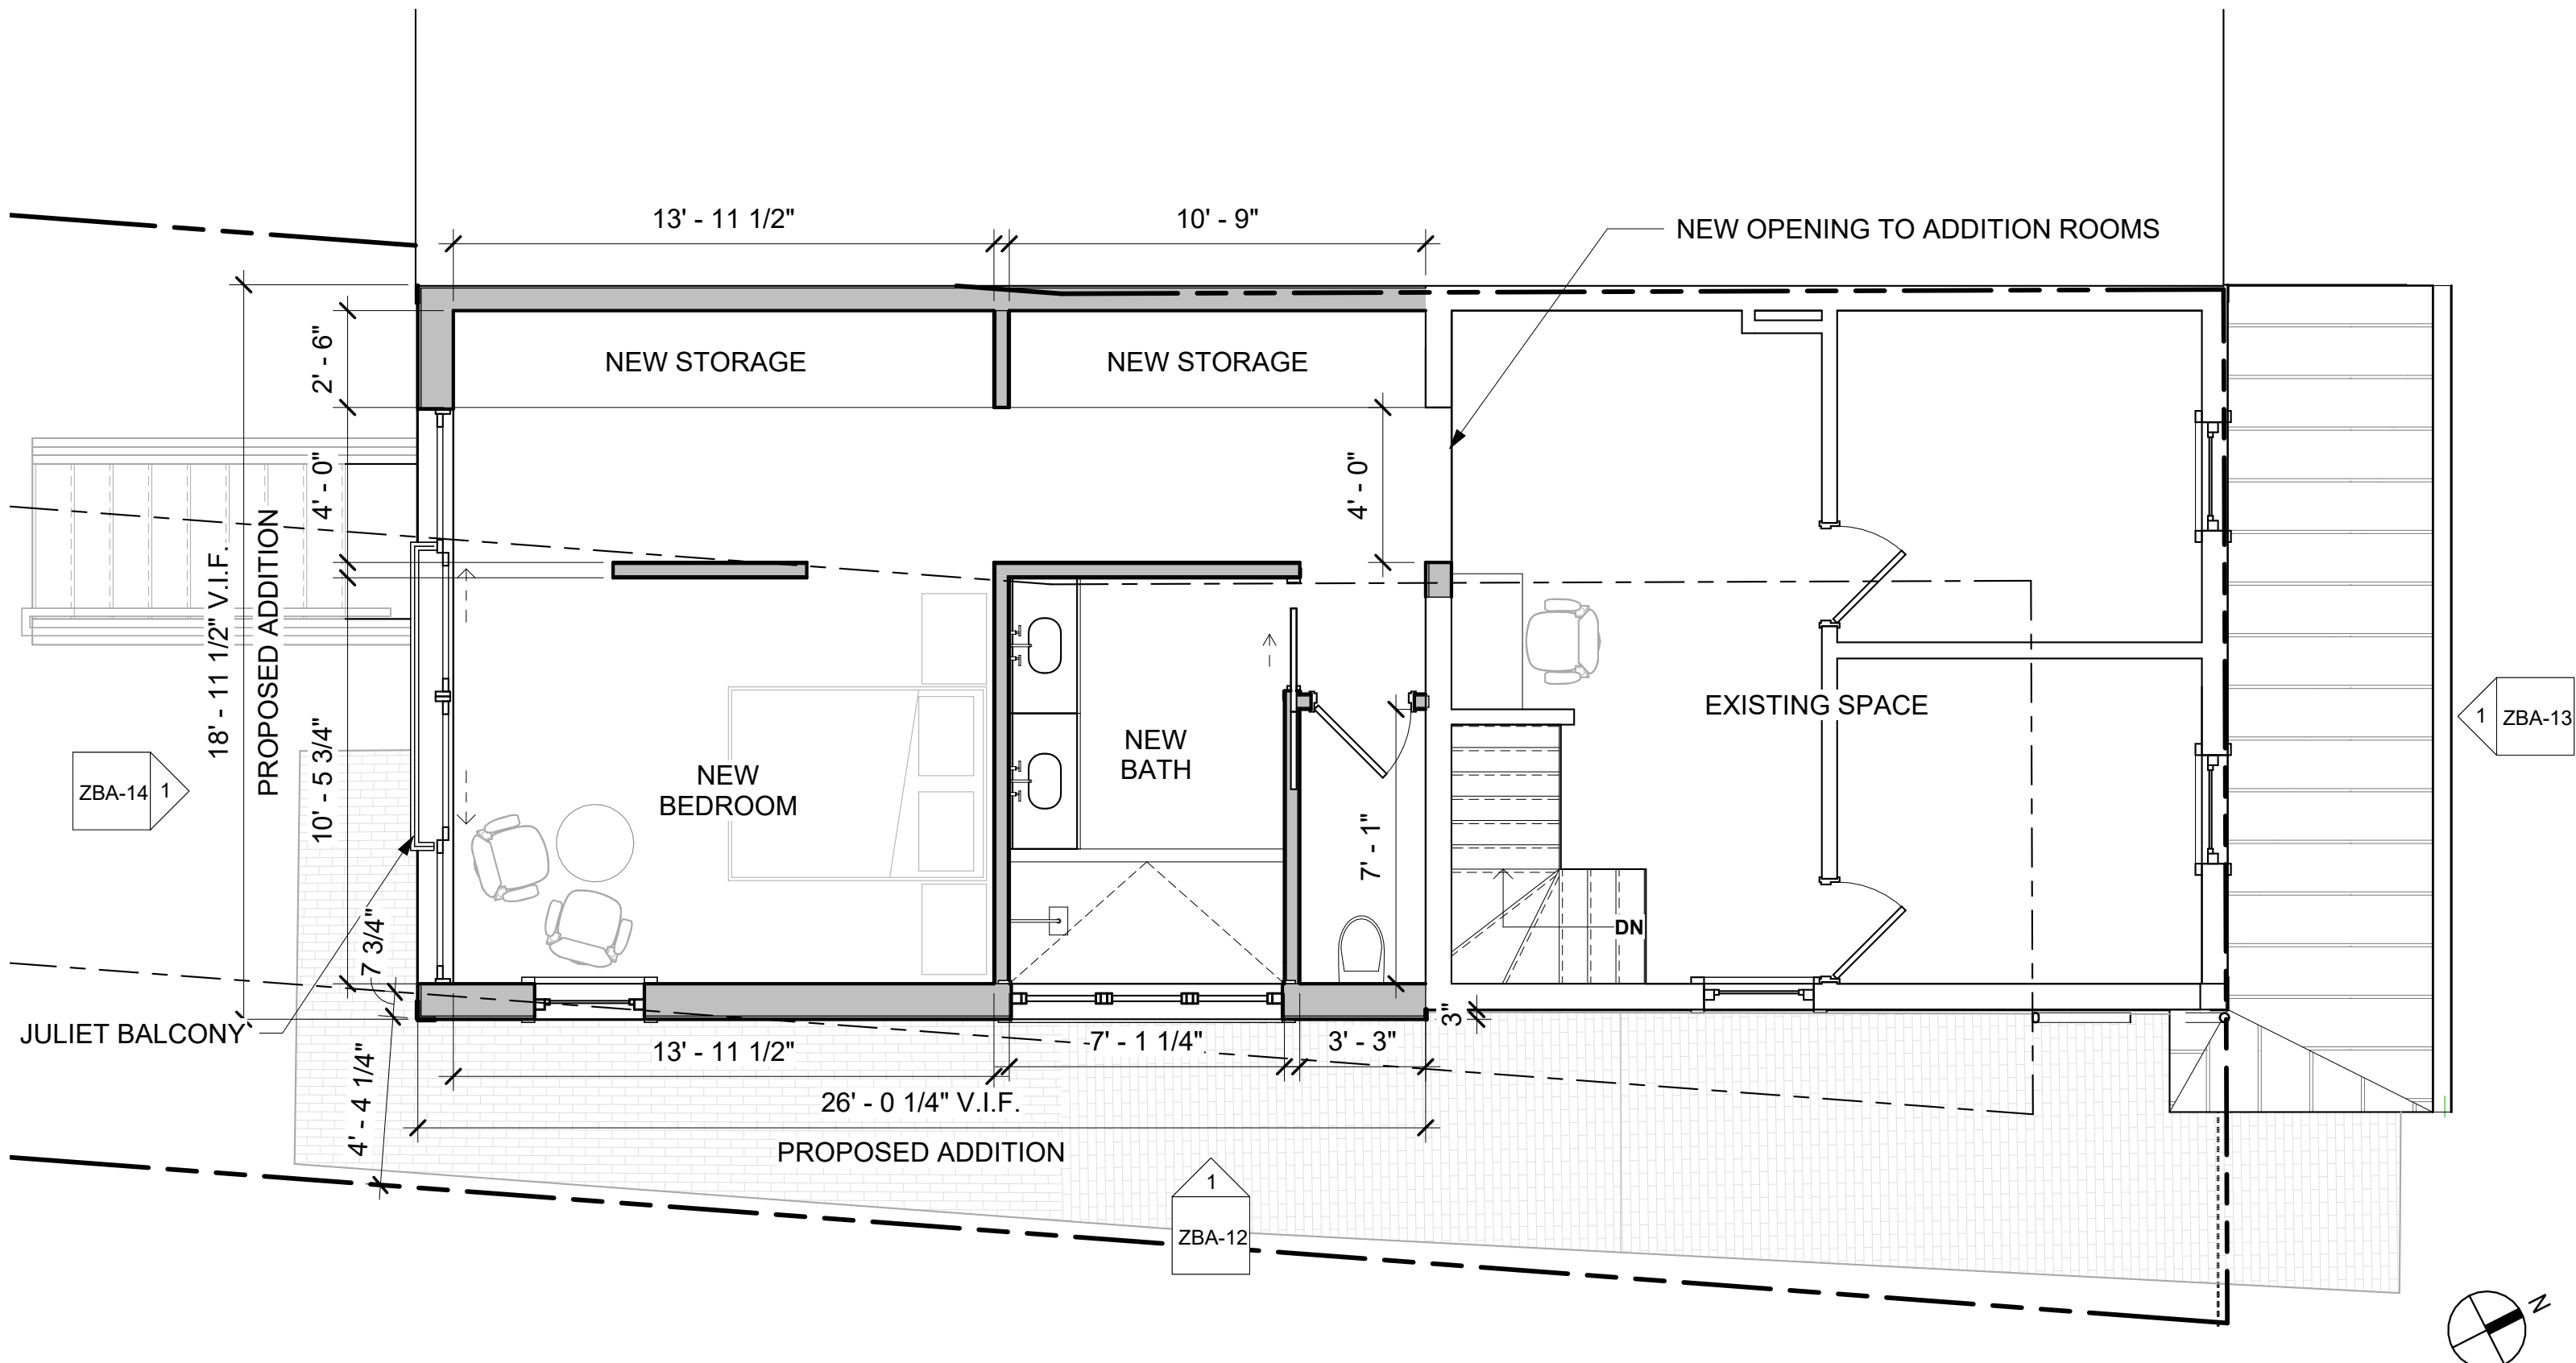 13' - 11 1/2"
10' - 9"
NEW OPENING TO ADDITION ROOMS
2' - 6"
NEW STORAGE
NEW STORAGE
4' - 0"
4' - 0"
18' - 11 1/2" V.I.F.
PROPOSED ADDITION
10' - 5 3/4"
EXISTING SPACE
1
ZBA-13
NEW
BATH
NEW
BEDROOM
ZBA-14
1
7' - 1"
7 3/4"
DN
JULIET BALCONY
3"
13' - 11 1/2"
7' - 1 1/4"
3' - 3"
4' - 4 1/4"
26' - 0 1/4" V.I.F.
PROPOSED ADDITION
1
ZBA-12
N